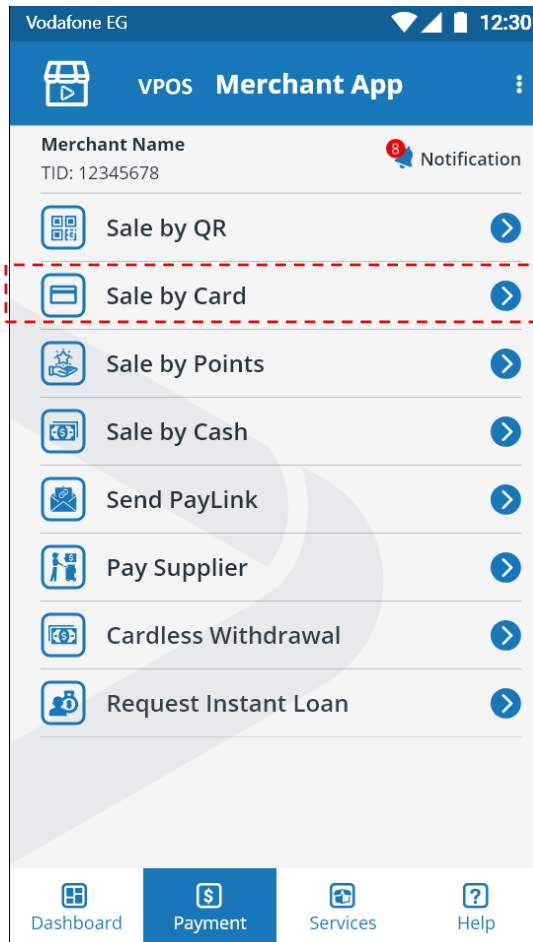 Vodafone EG 12:30
VPOS Merchant App
Merchant Name
TID: 12345678
8 Notification
Sale by QR
Sale by Card
Sale by Points
Sale by Cash
Send PayLink
Pay Supplier
Cardless Withdrawal
Request Instant Loan
Dashboard Payment Services Help